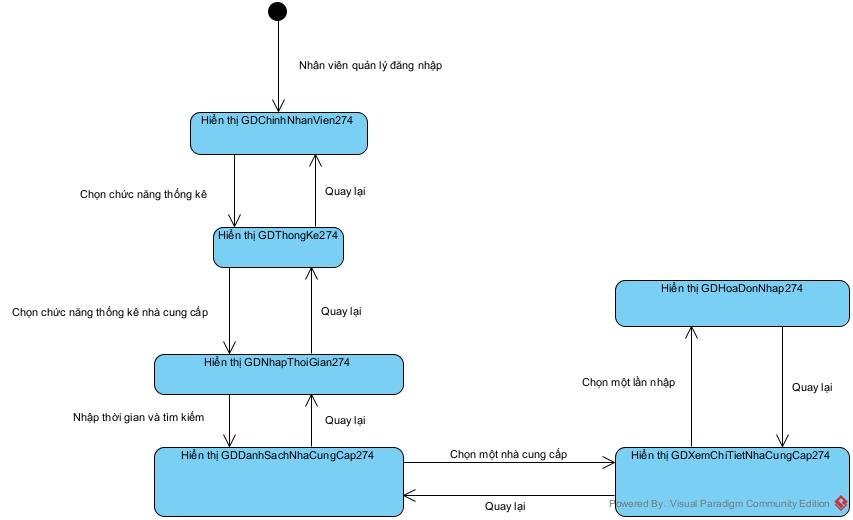 Nhân viên quản lý đăng nhập
Hiển thị GDChinhNhanVien274
Chọn chức năng thống kê
Quay lại
Hiển thị GDThongKe274
Chọn chức năng thống kê nhà cung cấp
Quay lại
Hiển thị GDHoaDonNhap274
Hiển thị GDNhapThoiGian274
Chọn một lần nhập
Quay lại
Nhập thời gian và tìm kiếm
Quay lại
Hiển thị GDDanhSachNhaCungCap274
Chọn một nhà cung cấp
Hiển thị GDXemChiTietNhaCungCap274
Quay lại
Powered By: Visual Paradigm Community Edition